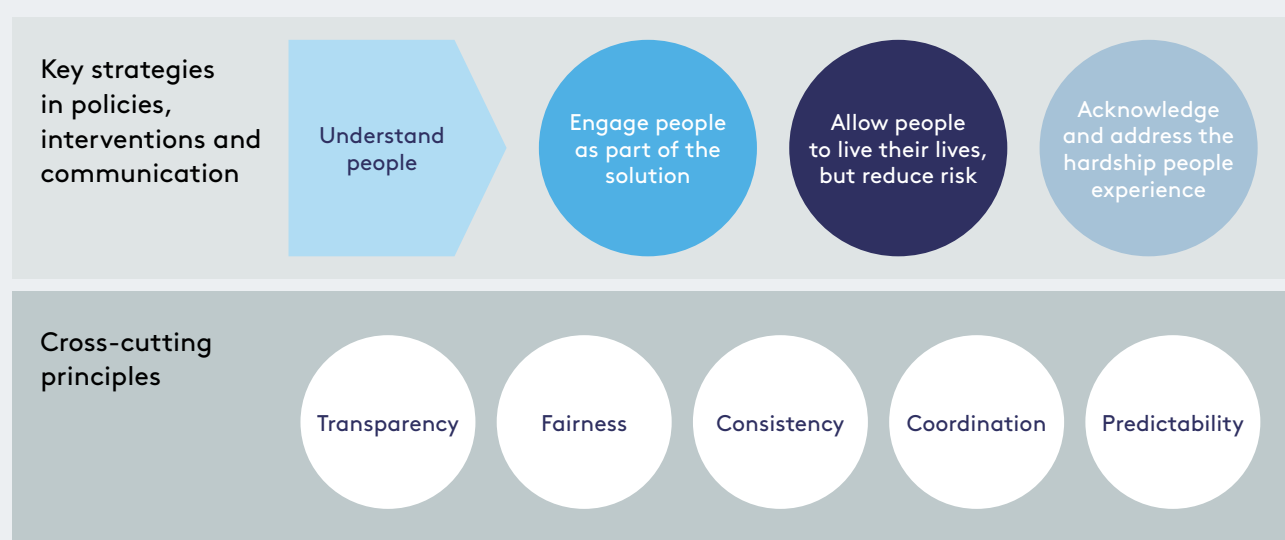 Key strategies
in policies,
interventions and
communication
Understand
people
Engage people
as part of the
solution
Allow people
to live their lives,
but reduce risk
Acknowledge
and address the
hardship people
experience
Cross-cutting
principles
Transparency
Fairness
Consistency
Coordination
Predictability